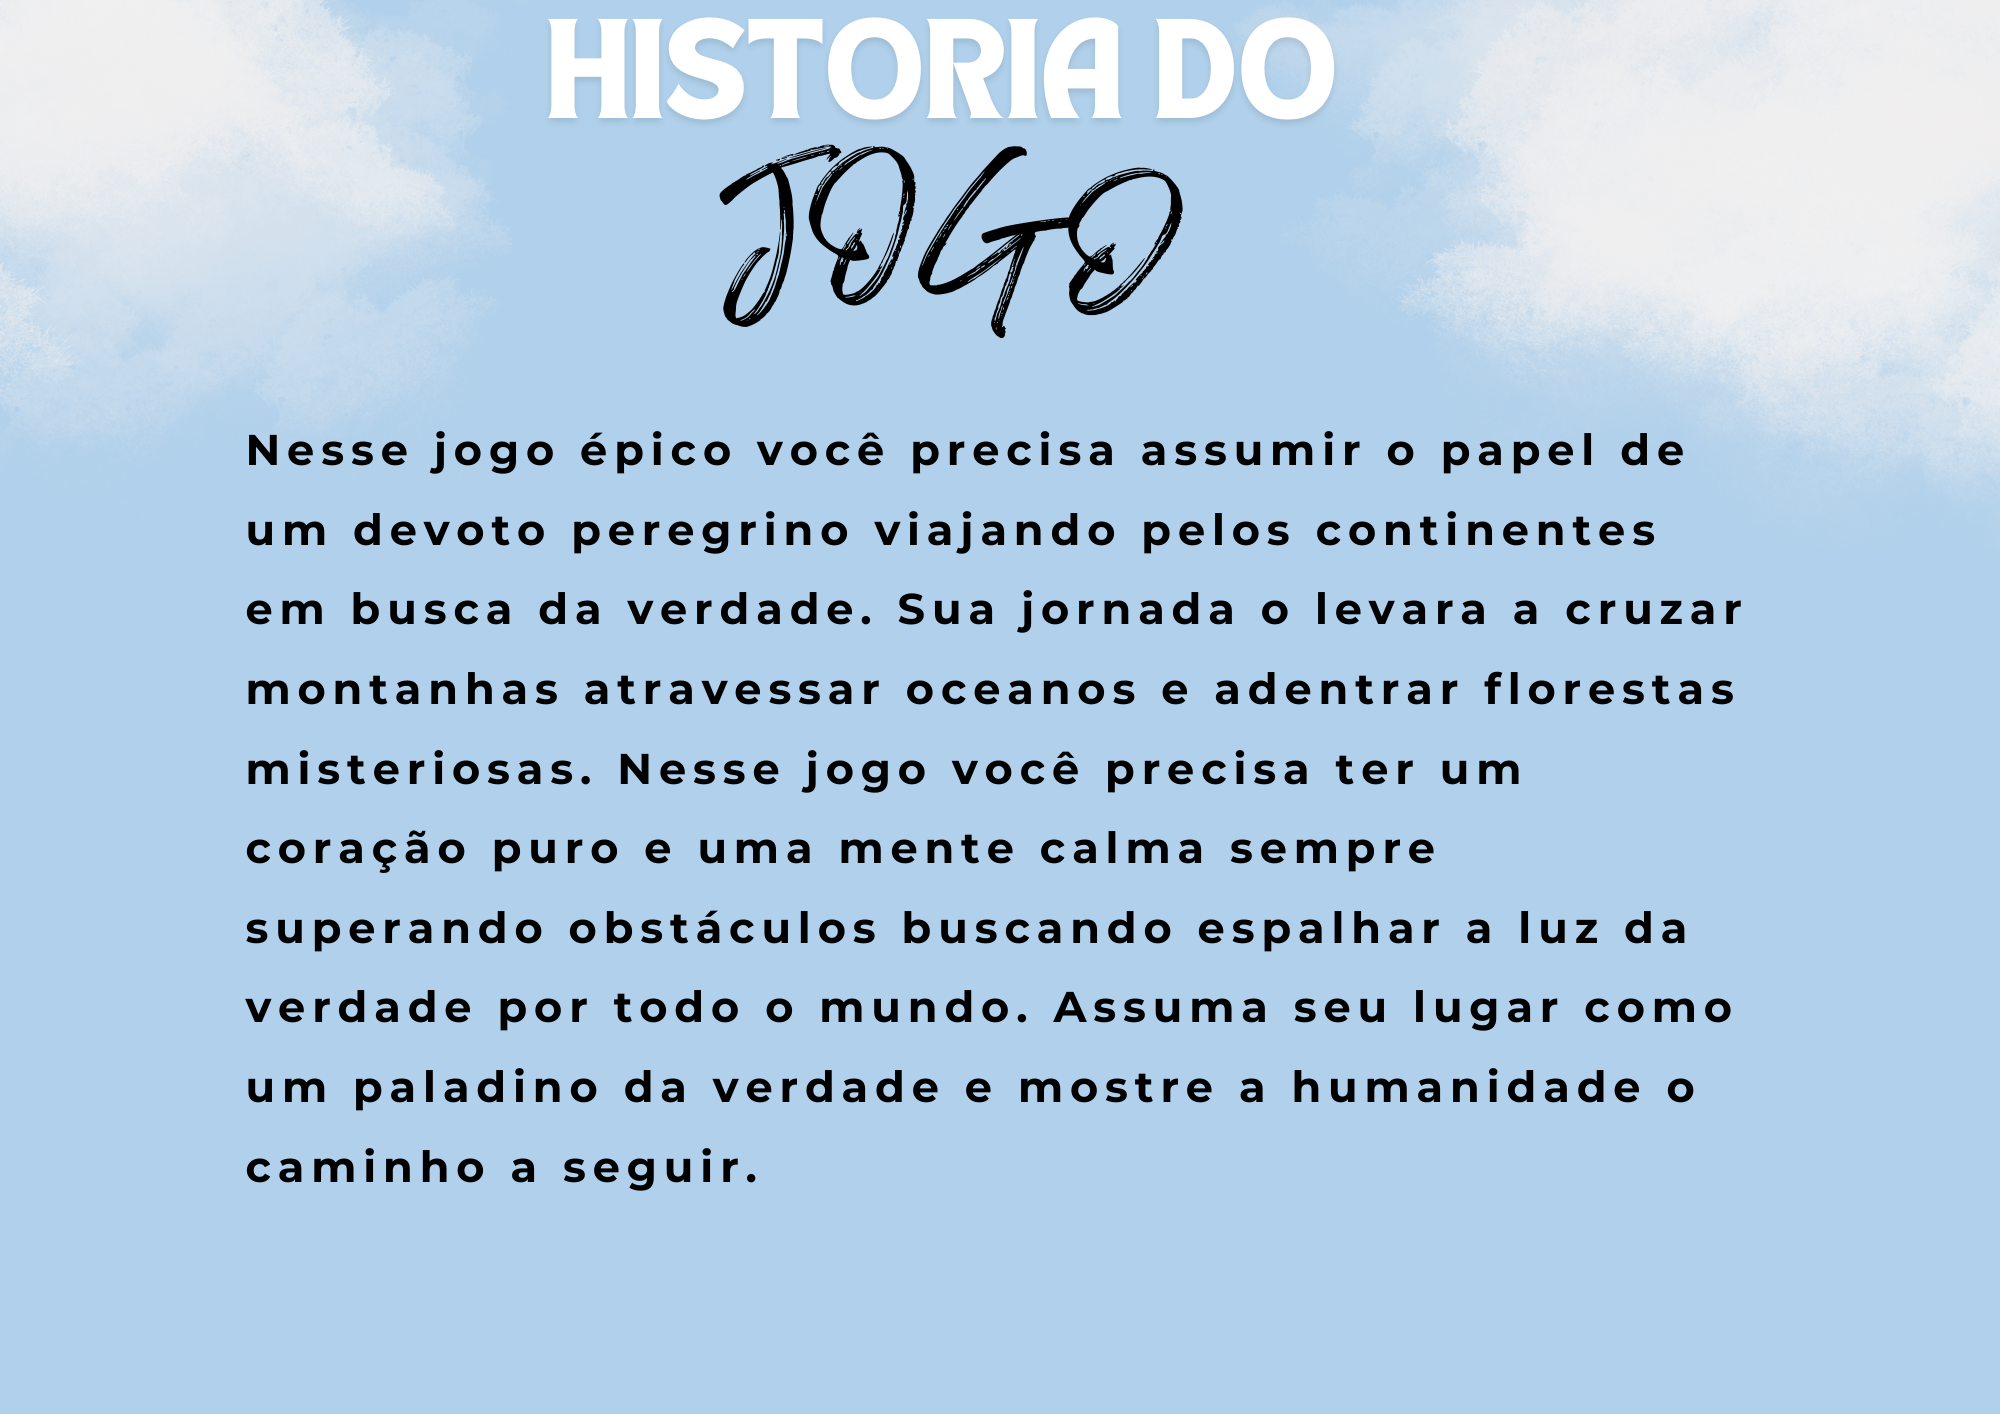 HISTORIA DO
JOGO
Nesse jogo épico você precisa assumir o papel de
um devoto peregrino viajando pelos continentes
em busca da verdade. Sua jornada o levara a cruzar
montanhas atravessar oceanos e adentrar florestas
misteriosas. Nesse jogo você precisa ter um
coração puro e uma mente calma sempre
superando obstáculos buscando espalhar a luz da
verdade por todo o mundo. Assuma seu lugar como
um paladino da verdade e mostre a humanidade o
caminho a seguir.